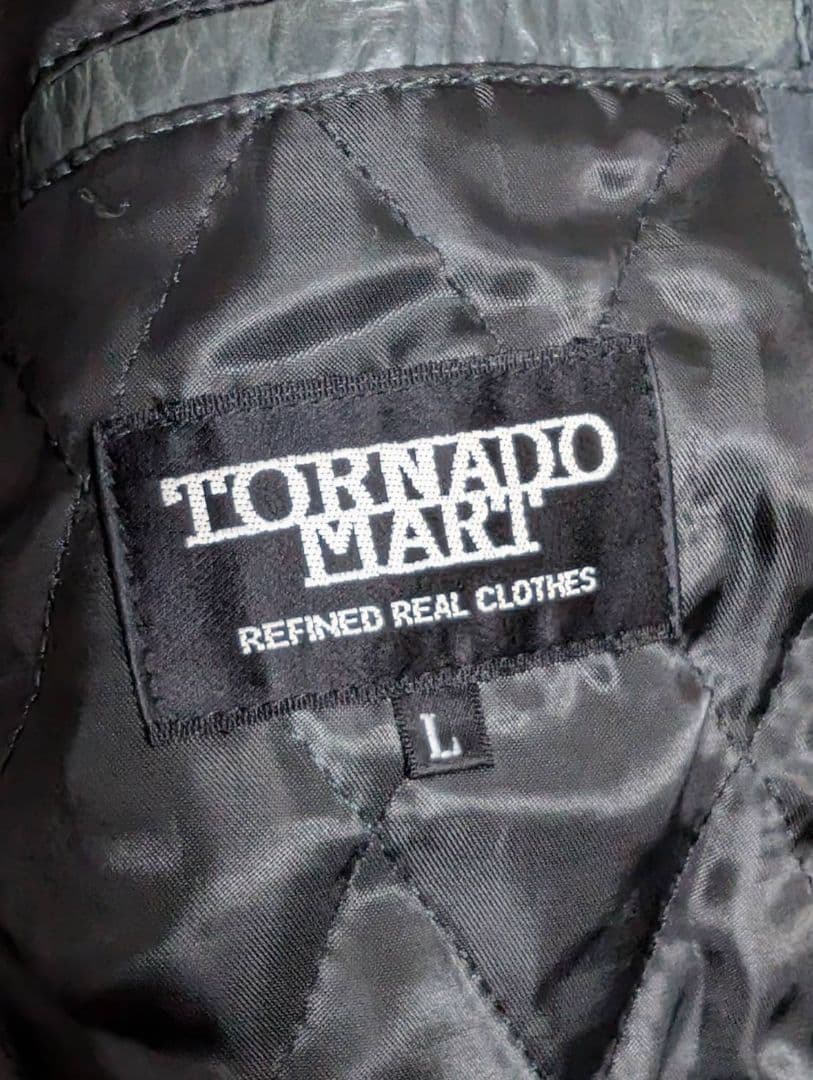 TORNADO
MART
REFINED REAL CLOTHES
L